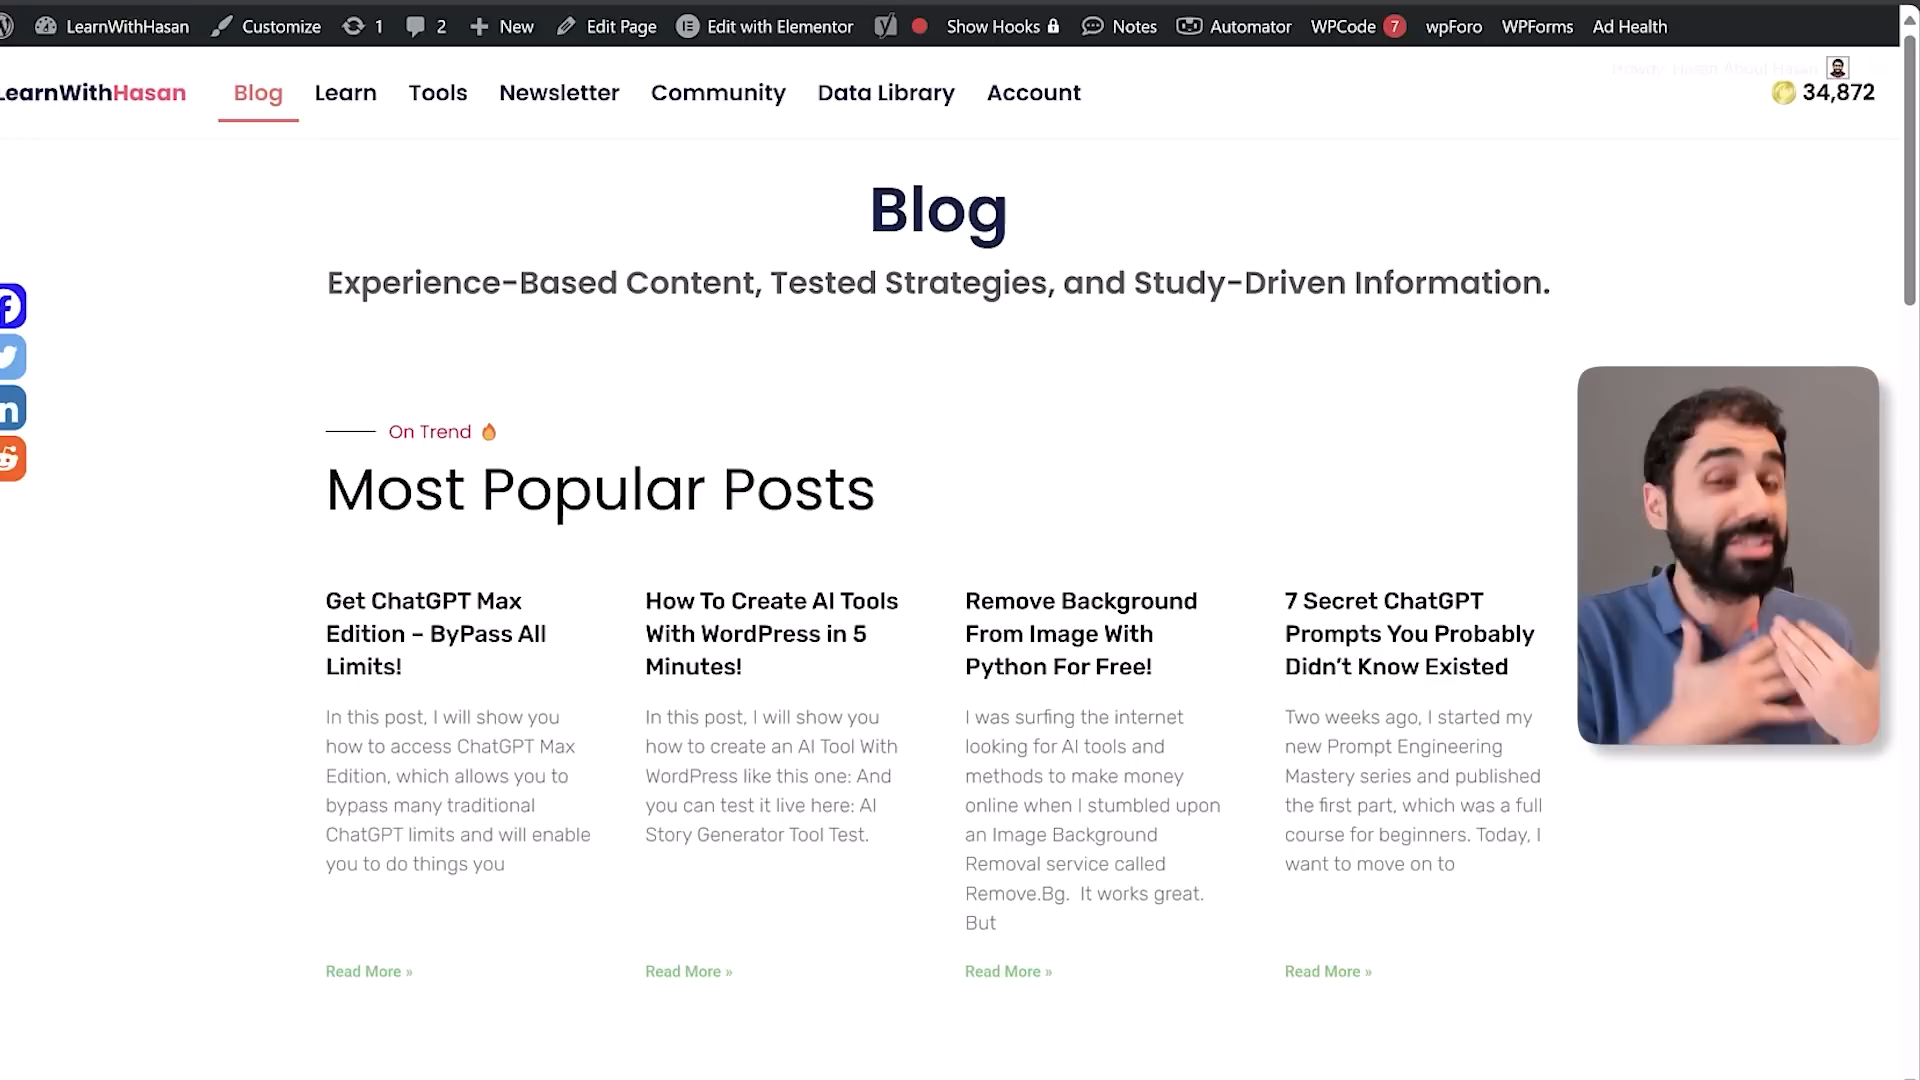 LearnWithHasan Customize 1 2 New Edit Page Edit with Elementor Show Hooks Notes Automator WPCode 7 wpForo WPForms Ad Health
LearnWithHasan Blog Learn Tools Newsletter Community Data Library Account 34,872
Blog
Experience-Based Content, Tested Strategies, and Study-Driven Information.
On Trend
Most Popular Posts
Get ChatGPT Max
Edition – ByPass All
Limits!
In this post, I will show you
how to access ChatGPT Max
Edition, which allows you to
bypass many traditional
ChatGPT limits and will enable
you to do things you
Read More »
How To Create AI Tools
With WordPress in 5
Minutes!
In this post, I will show you
how to create an AI Tool With
WordPress like this one: And
you can test it live here: AI
Story Generator Tool Test.
Read More »
Remove Background
From Image With
Python For Free!
I was surfing the internet
looking for AI tools and
methods to make money
online when I stumbled upon
an Image Background
Removal service called
Remove.Bg. It works great.
But
Read More »
7 Secret ChatGPT
Prompts You Probably
Didn't Know Existed
Two weeks ago, I started my
new Prompt Engineering
Mastery series and published
the first part, which was a full
course for beginners. Today, I
want to move on to
Read More »